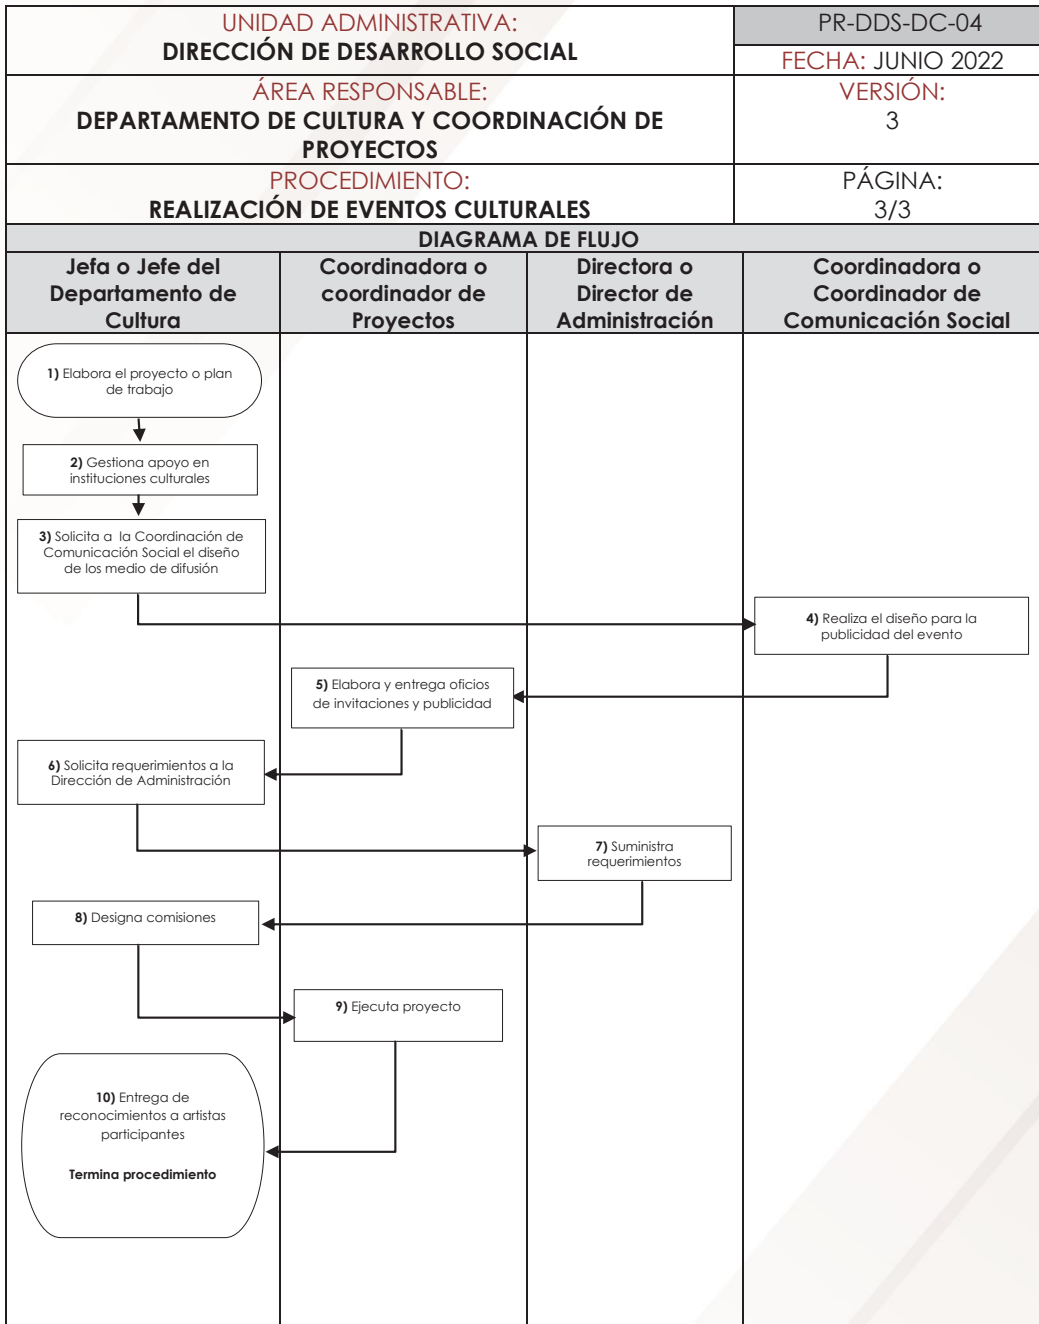 UNIDAD ADMINISTRATIVA:
DIRECCIÓN DE DESARROLLO SOCIAL
PR-DDS-DC-04
FECHA: JUNIO 2022
ÁREA RESPONSABLE:
DEPARTAMENTO DE CULTURA Y COORDINACIÓN DE
PROYECTOS
VERSIÓN:
3
PROCEDIMIENTO:
REALIZACIÓN DE EVENTOS CULTURALES
PÁGINA:
3/3
DIAGRAMA DE FLUJO
Jefa o Jefe del
Departamento de
Cultura
Coordinadora o
coordinador de
Proyectos
Directora o
Director de
Administración
Coordinadora o
Coordinador de
Comunicación Social
1) Elabora el proyecto o plan
de trabajo
2) Gestiona apoyo en
instituciones culturales
3) Solicita a la Coordinación de
Comunicación Social el diseño
de los medio de difusión
4) Realiza el diseño para la
publicidad del evento
5) Elabora y entrega oficios
de invitaciones y publicidad
6) Solicita requerimientos a la
Dirección de Administración
7) Suministra
requerimientos
8) Designa comisiones
9) Ejecuta proyecto
10) Entrega de
reconocimientos a artistas
participantes
Termina procedimiento